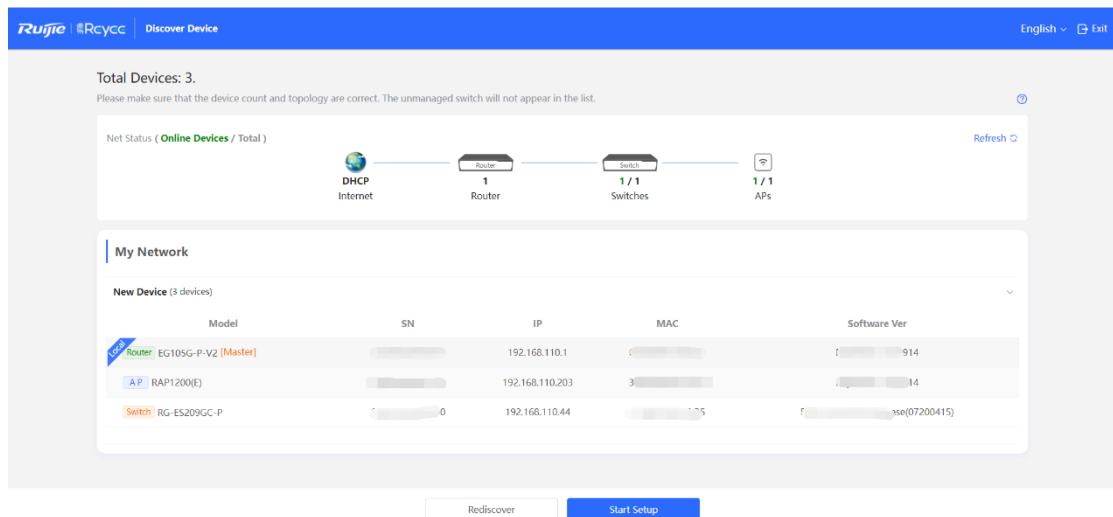 Ruijie Rcycc Discover Device English Exit
Total Devices: 3.
Please make sure that the device count and topology are correct. The unmanaged switch will not appear in the list.
Net Status ( Online Devices / Total ) Refresh
Router Switch
DHCP 1 1 / 1 1 / 1
Internet Router Switches APs
My Network
New Device (3 devices)
Model SN IP MAC Software Ver
Local Router EG105G-P-V2 [Master] 192.168.110.1 914
AP RAP1200(E) 192.168.110.203 3 14
Switch RG-ES209GC-P 0 192.168.110.44 (07200415)
Rediscover Start Setup